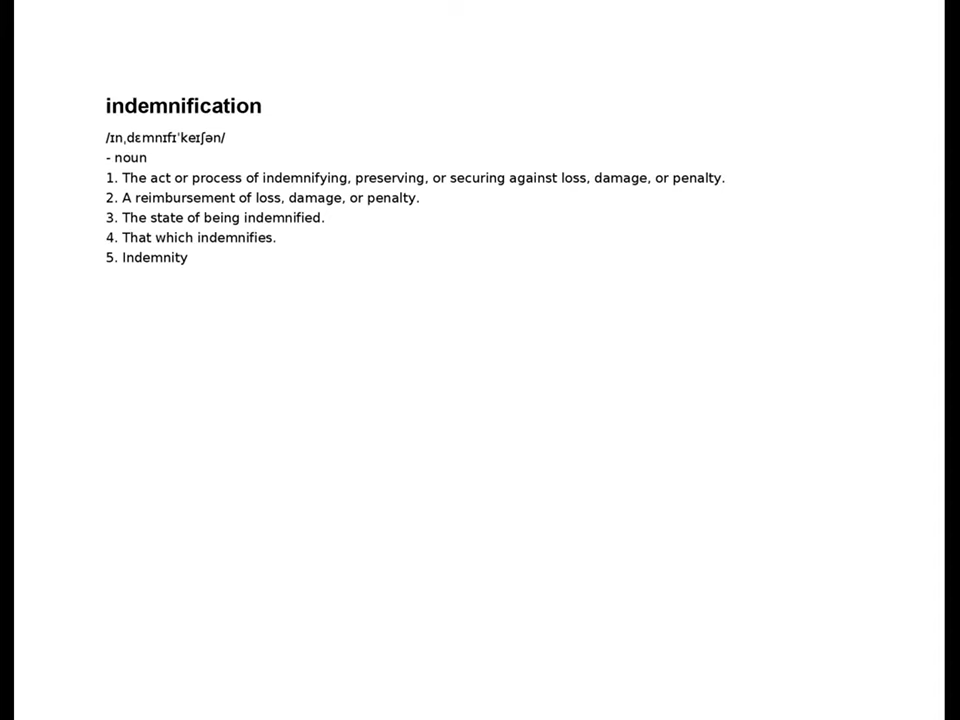 indemnification
/ɪnˌdɛmnɪfɪˈkeɪʃən/
- noun
1. The act or process of indemnifying, preserving, or securing against loss, damage, or penalty.
2. A reimbursement of loss, damage, or penalty.
3. The state of being indemnified.
4. That which indemnifies.
5. Indemnity